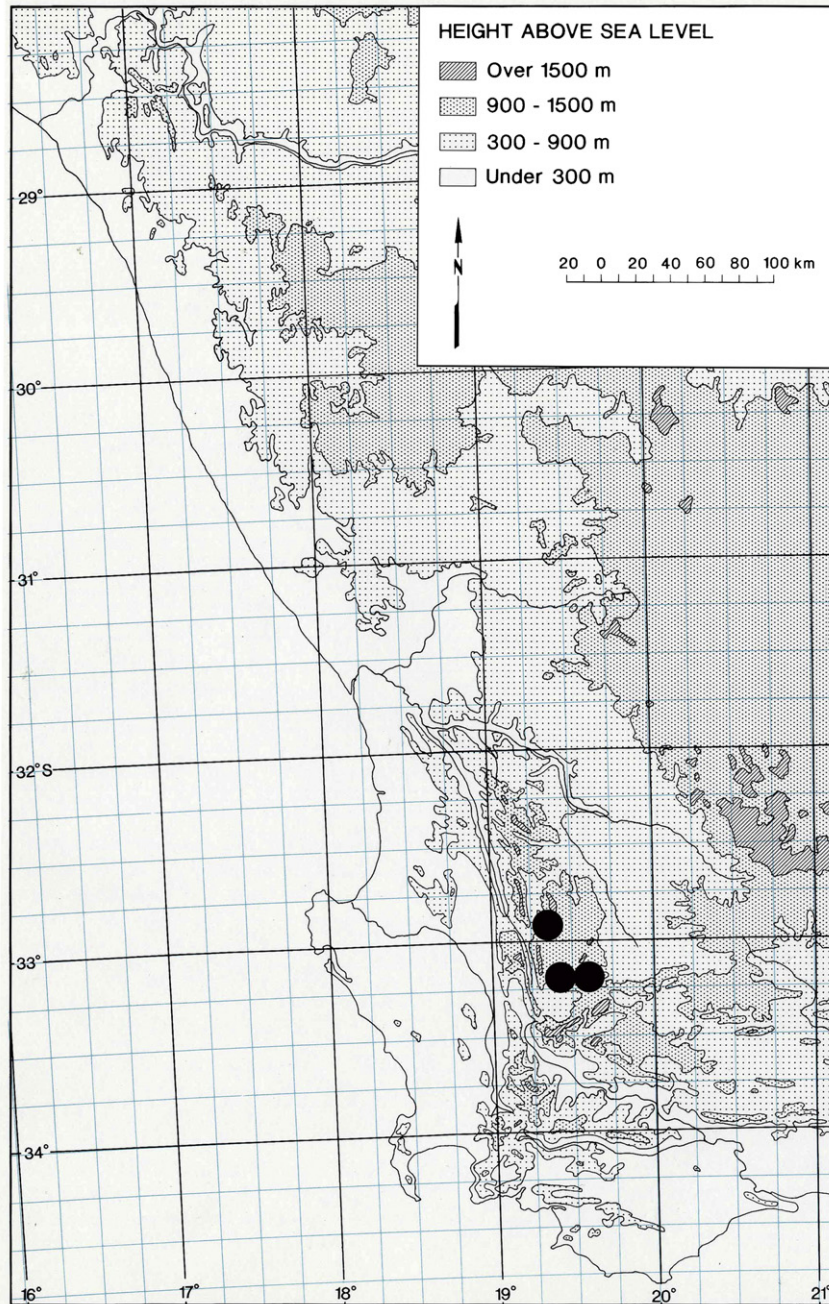 HEIGHT ABOVE SEA LEVEL
Over 1500 m
900 - 1500 m
300 - 900 m
Under 300 m
N
20 0 20 40 60 80 100 km
29°
30°
31°
32°S
33°
34°
16° 17° 18° 19° 20° 21°